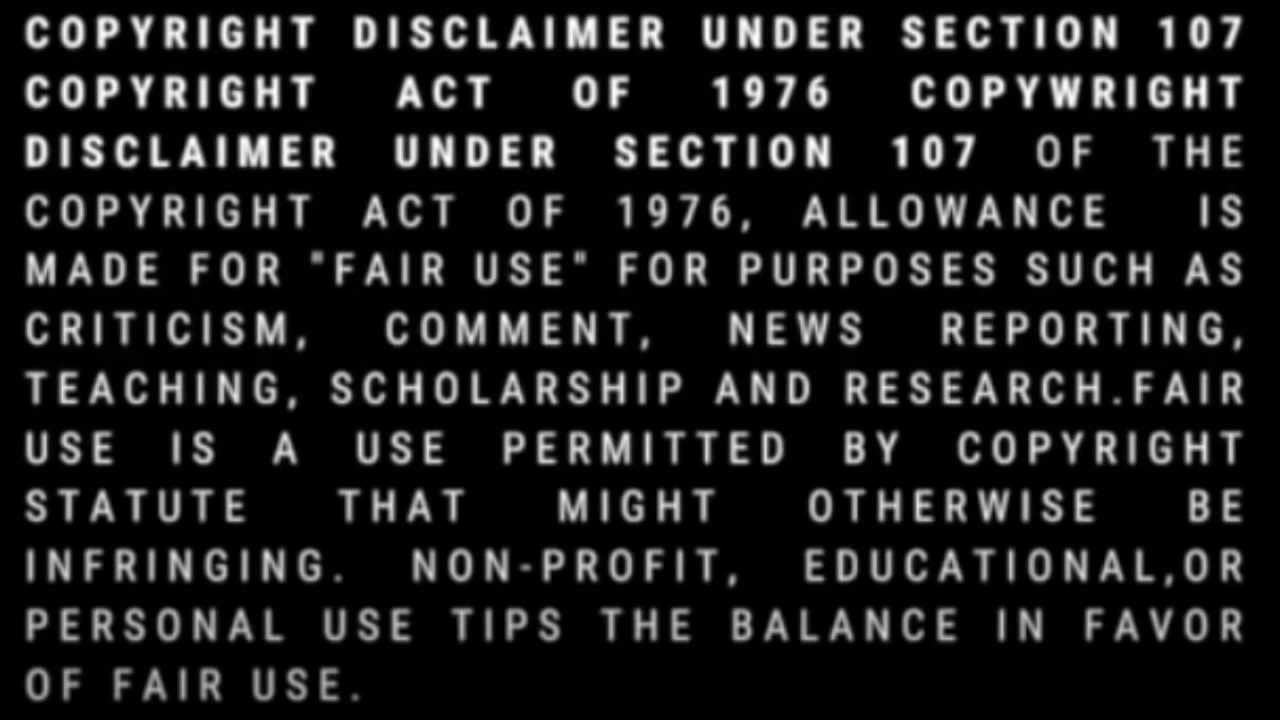 COPYRIGHT DISCLAIMER UNDER SECTION 107
COPYRIGHT ACT OF 1976 COPYWRIGHT
DISCLAIMER UNDER SECTION 107 OF THE
COPYRIGHT ACT OF 1976, ALLOWANCE IS
MADE FOR "FAIR USE" FOR PURPOSES SUCH AS
CRITICISM, COMMENT, NEWS REPORTING,
TEACHING, SCHOLARSHIP AND RESEARCH.FAIR
USE IS A USE PERMITTED BY COPYRIGHT
STATUTE THAT MIGHT OTHERWISE BE
INFRINGING. NON-PROFIT, EDUCATIONAL,OR
PERSONAL USE TIPS THE BALANCE IN FAVOR
OF FAIR USE.